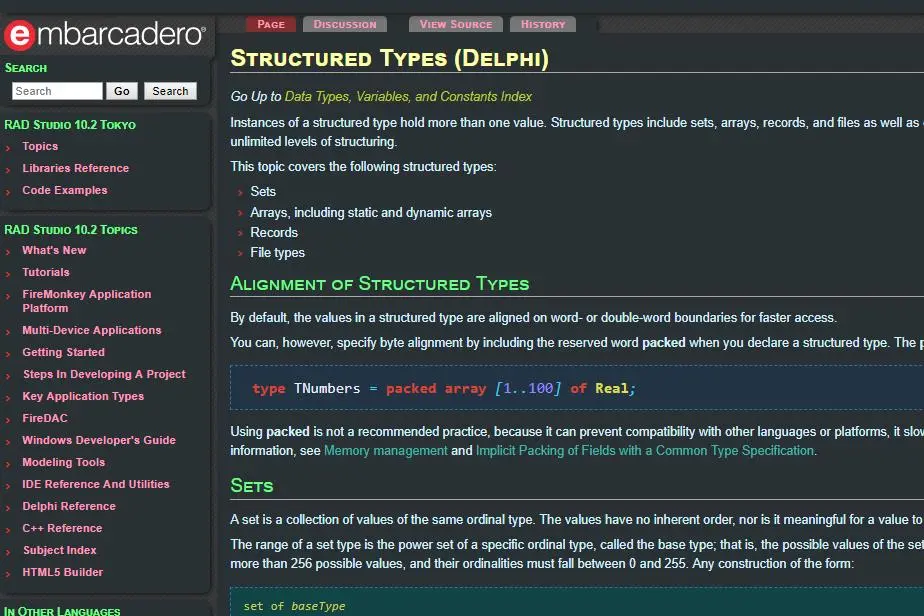 embarcadero®
SEARCH
Search Go Search
RAD STUDIO 10.2 TOKYO
Topics
Libraries Reference
Code Examples
RAD STUDIO 10.2 TOPICS
What's New
Tutorials
FireMonkey Application
Platform
Multi-Device Applications
Getting Started
Steps In Developing A Project
Key Application Types
FireDAC
Windows Developer's Guide
Modeling Tools
IDE Reference And Utilities
Delphi Reference
C++ Reference
Subject Index
HTML5 Builder
IN OTHER LANGUAGES
PAGE DISCUSSION VIEW SOURCE HISTORY
STRUCTURED TYPES (DELPHI)
Go Up to Data Types, Variables, and Constants Index
Instances of a structured type hold more than one value. Structured types include sets, arrays, records, and files as well as
unlimited levels of structuring.
This topic covers the following structured types:
Sets
Arrays, including static and dynamic arrays
Records
File types
ALIGNMENT OF STRUCTURED TYPES
By default, the values in a structured type are aligned on word- or double-word boundaries for faster access.
You can, however, specify byte alignment by including the reserved word packed when you declare a structured type. The
type TNumbers = packed array [1..100] of Real;
Using packed is not a recommended practice, because it can prevent compatibility with other languages or platforms, it
information, see Memory management and Implicit Packing of Fields with a Common Type Specification.
SETS
A set is a collection of values of the same ordinal type. The values have no inherent order, nor is it meaningful for a value to
The range of a set type is the power set of a specific ordinal type, called the base type; that is, the possible values of the set
more than 256 possible values, and their ordinalities must fall between 0 and 255. Any construction of the form:
set of baseType